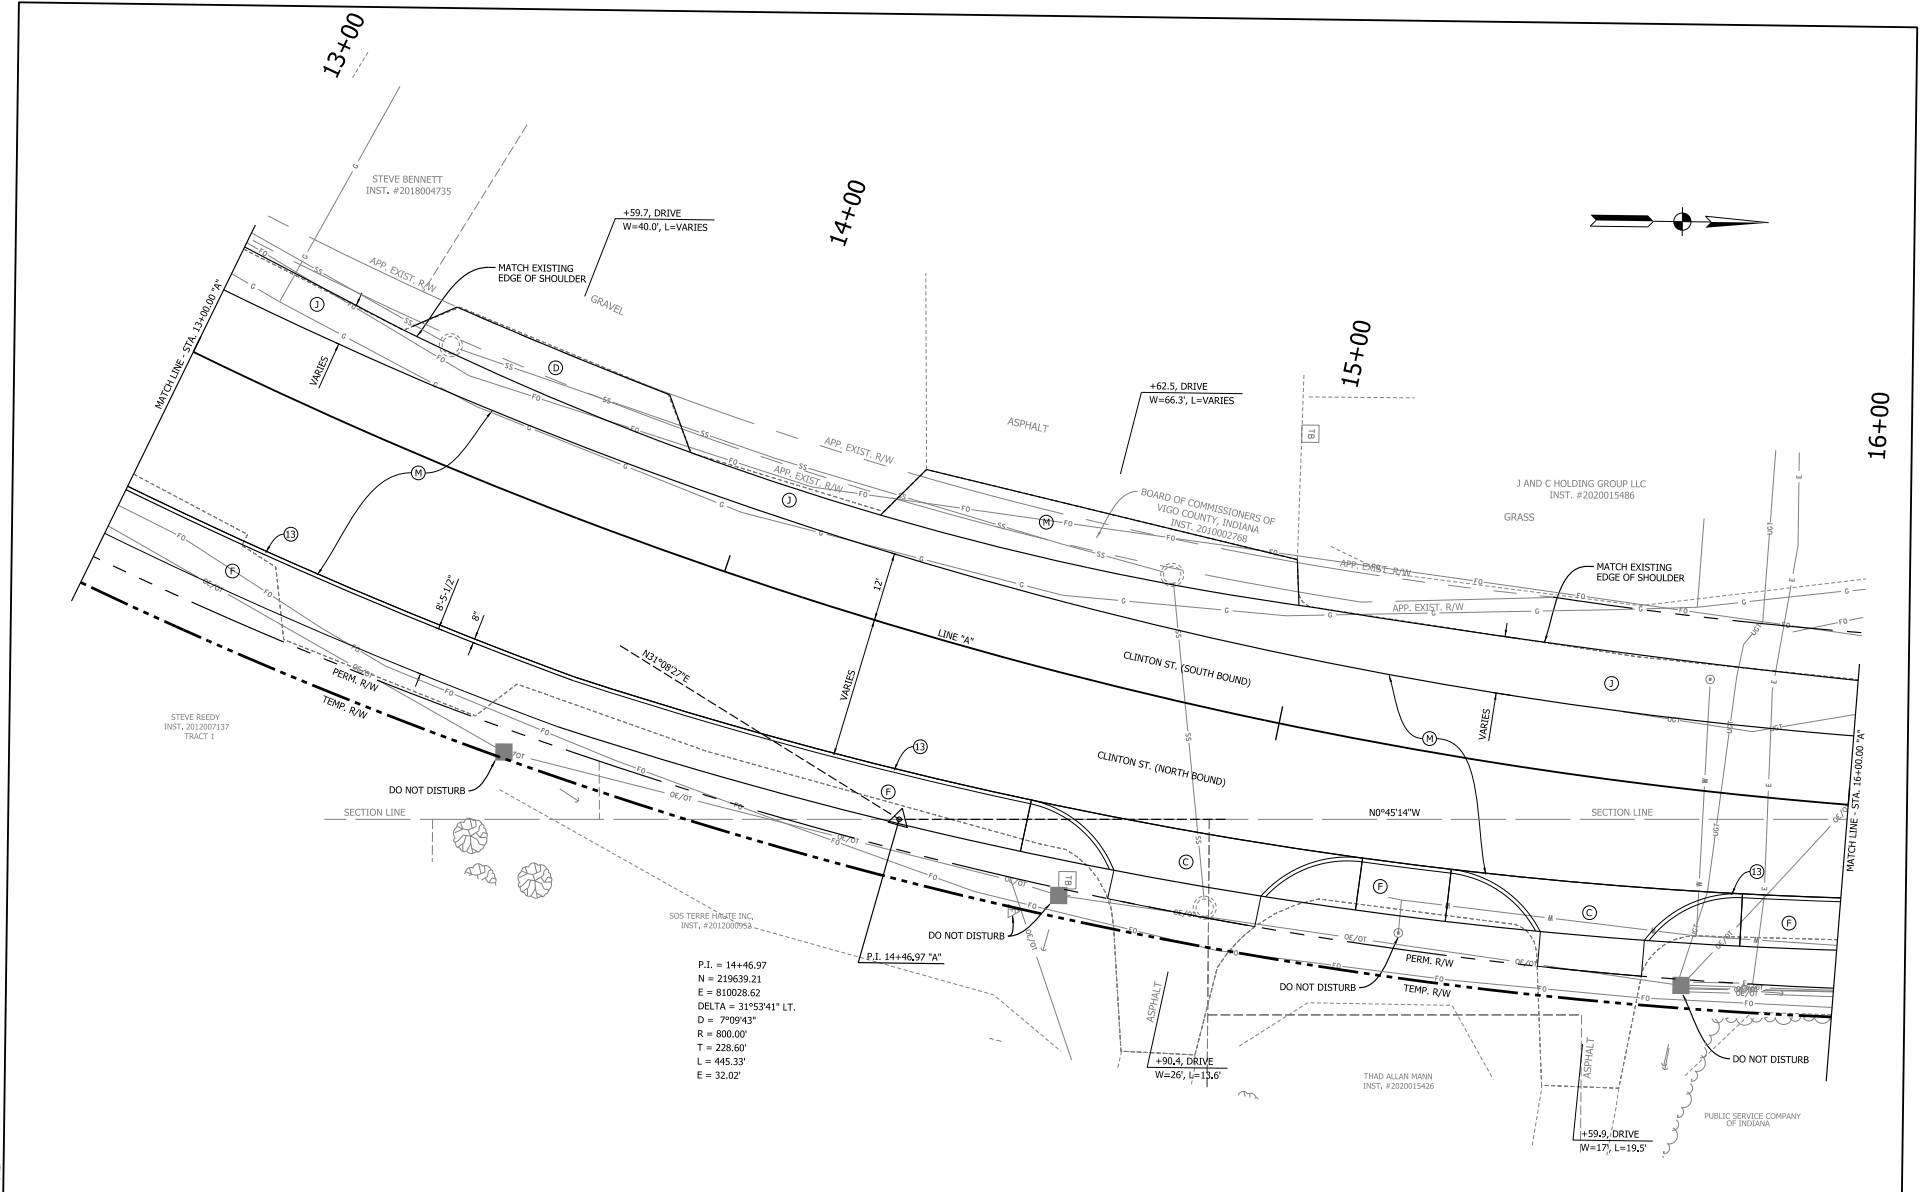 13+00
14+00
15+00
16+00
STEVE BENNETT
INST. #2018004735
+59.7, DRIVE
W=40.0', L=VARIES
MATCH EXISTING
EDGE OF SHOULDER
APP. EXIST. R/W
GRAVEL
MATCH LINE - STA. 13+00.00 "A"
J
VARIES
D
M
13
F
8'-5-1/2"
8"
PERM. R/W
TEMP. R/W
STEVE REEDY
INST. 2012007137
TRACT 1
DO NOT DISTURB
SECTION LINE
N31°08'27"E
APP. EXIST. R/W
APP. EXIST. R/W
J
ASPHALT
+62.5, DRIVE
W=66.3', L=VARIES
M
BOARD OF COMMISSIONERS OF
VIGO COUNTY, INDIANA
INST. 2010002768
TB
J AND C HOLDING GROUP LLC
INST. #2020015486
GRASS
APP. EXIST. R/W
APP. EXIST. R/W
MATCH EXISTING
EDGE OF SHOULDER
12'
VARIES
LINE "A"
CLINTON ST. (SOUTH BOUND)
CLINTON ST. (NORTH BOUND)
J
M
VARIES
13
F
N0°45'14"W
SECTION LINE
MATCH LINE - STA. 16+00.00 "A"
C
F
C
13
F
TB
DO NOT DISTURB
SOS TERRE HAUTE INC.
INST. #2012000952
P.I. 14+46.97 "A"
P.I. = 14+46.97
N = 219639.21
E = 810028.62
DELTA = 31°53'41" LT.
D = 7°09'43"
R = 800.00'
T = 228.60'
L = 445.33'
E = 32.02'
ASPHALT
+90.4, DRIVE
W=26', L=13.6'
DO NOT DISTURB
PERM. R/W
TEMP. R/W
THAD ALLAN MANN
INST. #2020015426
ASPHALT
+59.9, DRIVE
W=17', L=19.5'
DO NOT DISTURB
PUBLIC SERVICE COMPANY
OF INDIANA